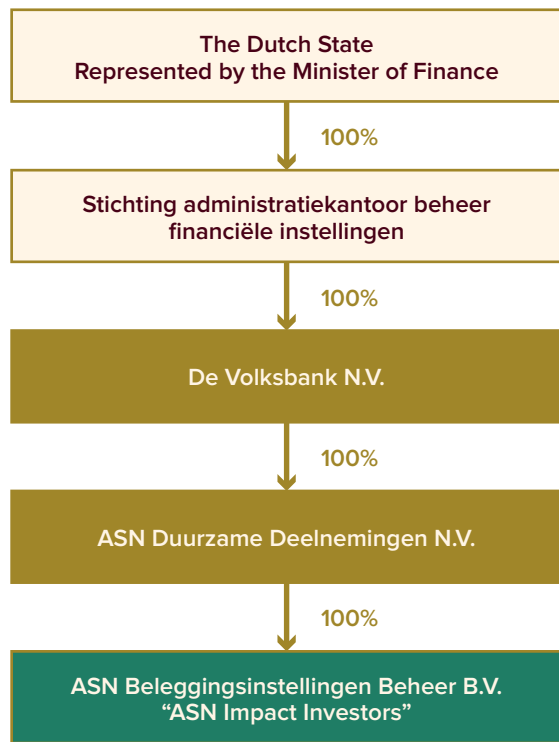 The Dutch State
Represented by the Minister of Finance
100%
Stichting administratiekantoor beheer
financiële instellingen
100%
De Volksbank N.V.
100%
ASN Duurzame Deelnemingen N.V.
100%
ASN Beleggingsinstellingen Beheer B.V.
“ASN Impact Investors”